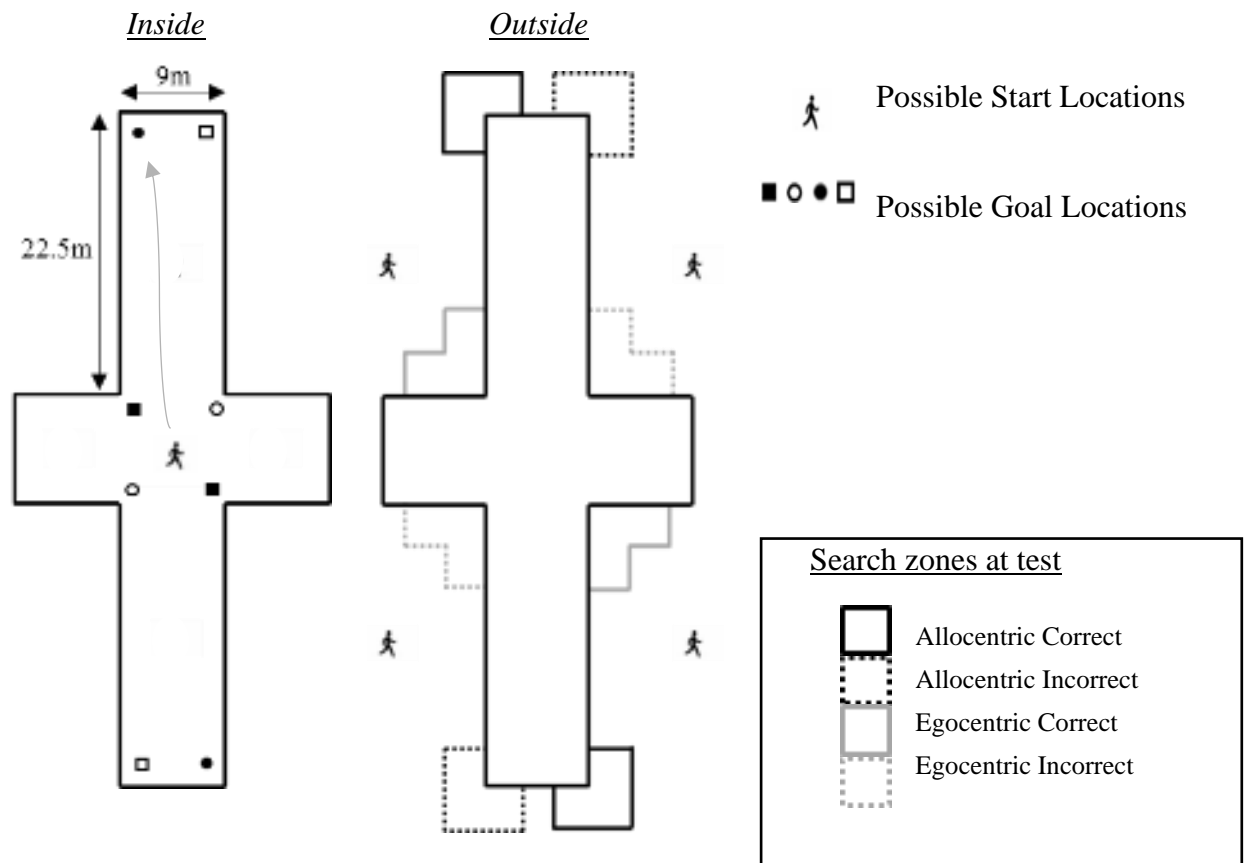 Inside
Outside
9m
22.5m
Possible Start Locations
Possible Goal Locations
Search zones at test
Allocentric Correct
Allocentric Incorrect
Egocentric Correct
Egocentric Incorrect